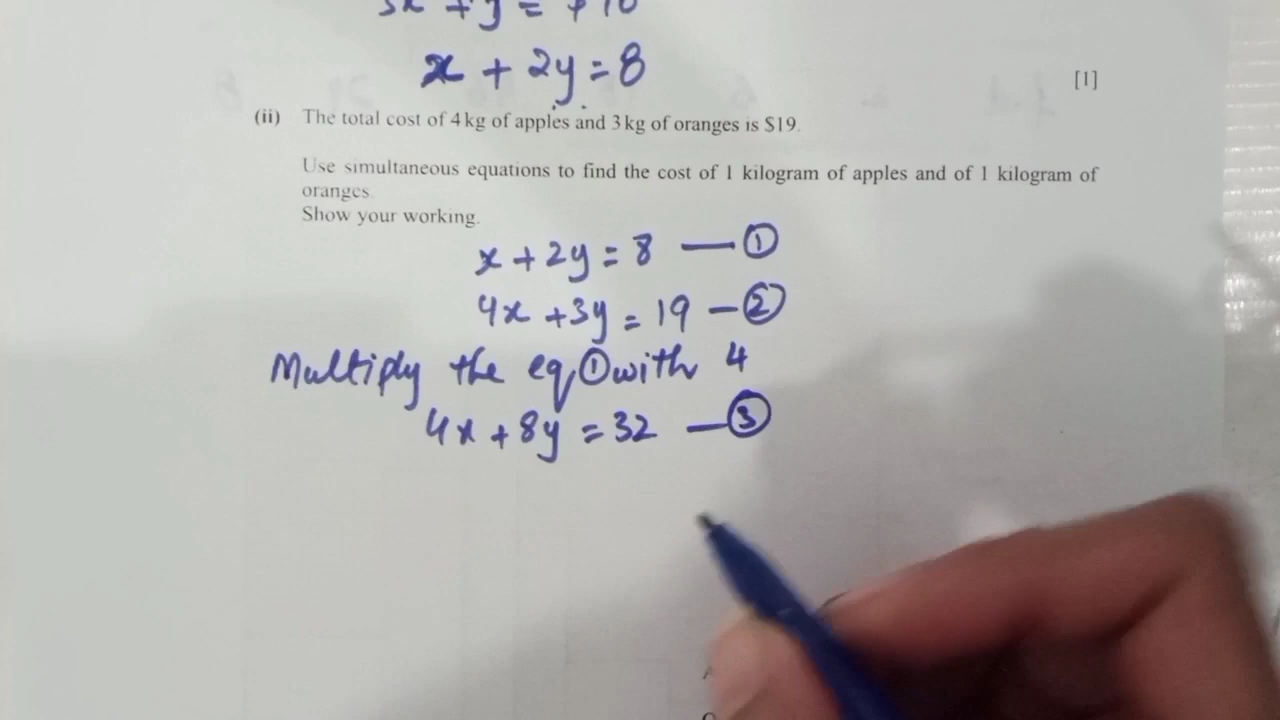 x + 2y = 8
[1]
(ii) The total cost of 4 kg of apples and 3 kg of oranges is $19.
Use simultaneous equations to find the cost of 1 kilogram of apples and of 1 kilogram of
oranges.
Show your working.
x + 2y = 8 — ①
4x + 3y = 19 — ②
Multiply the eq ① with 4
4x + 8y = 32 — ③